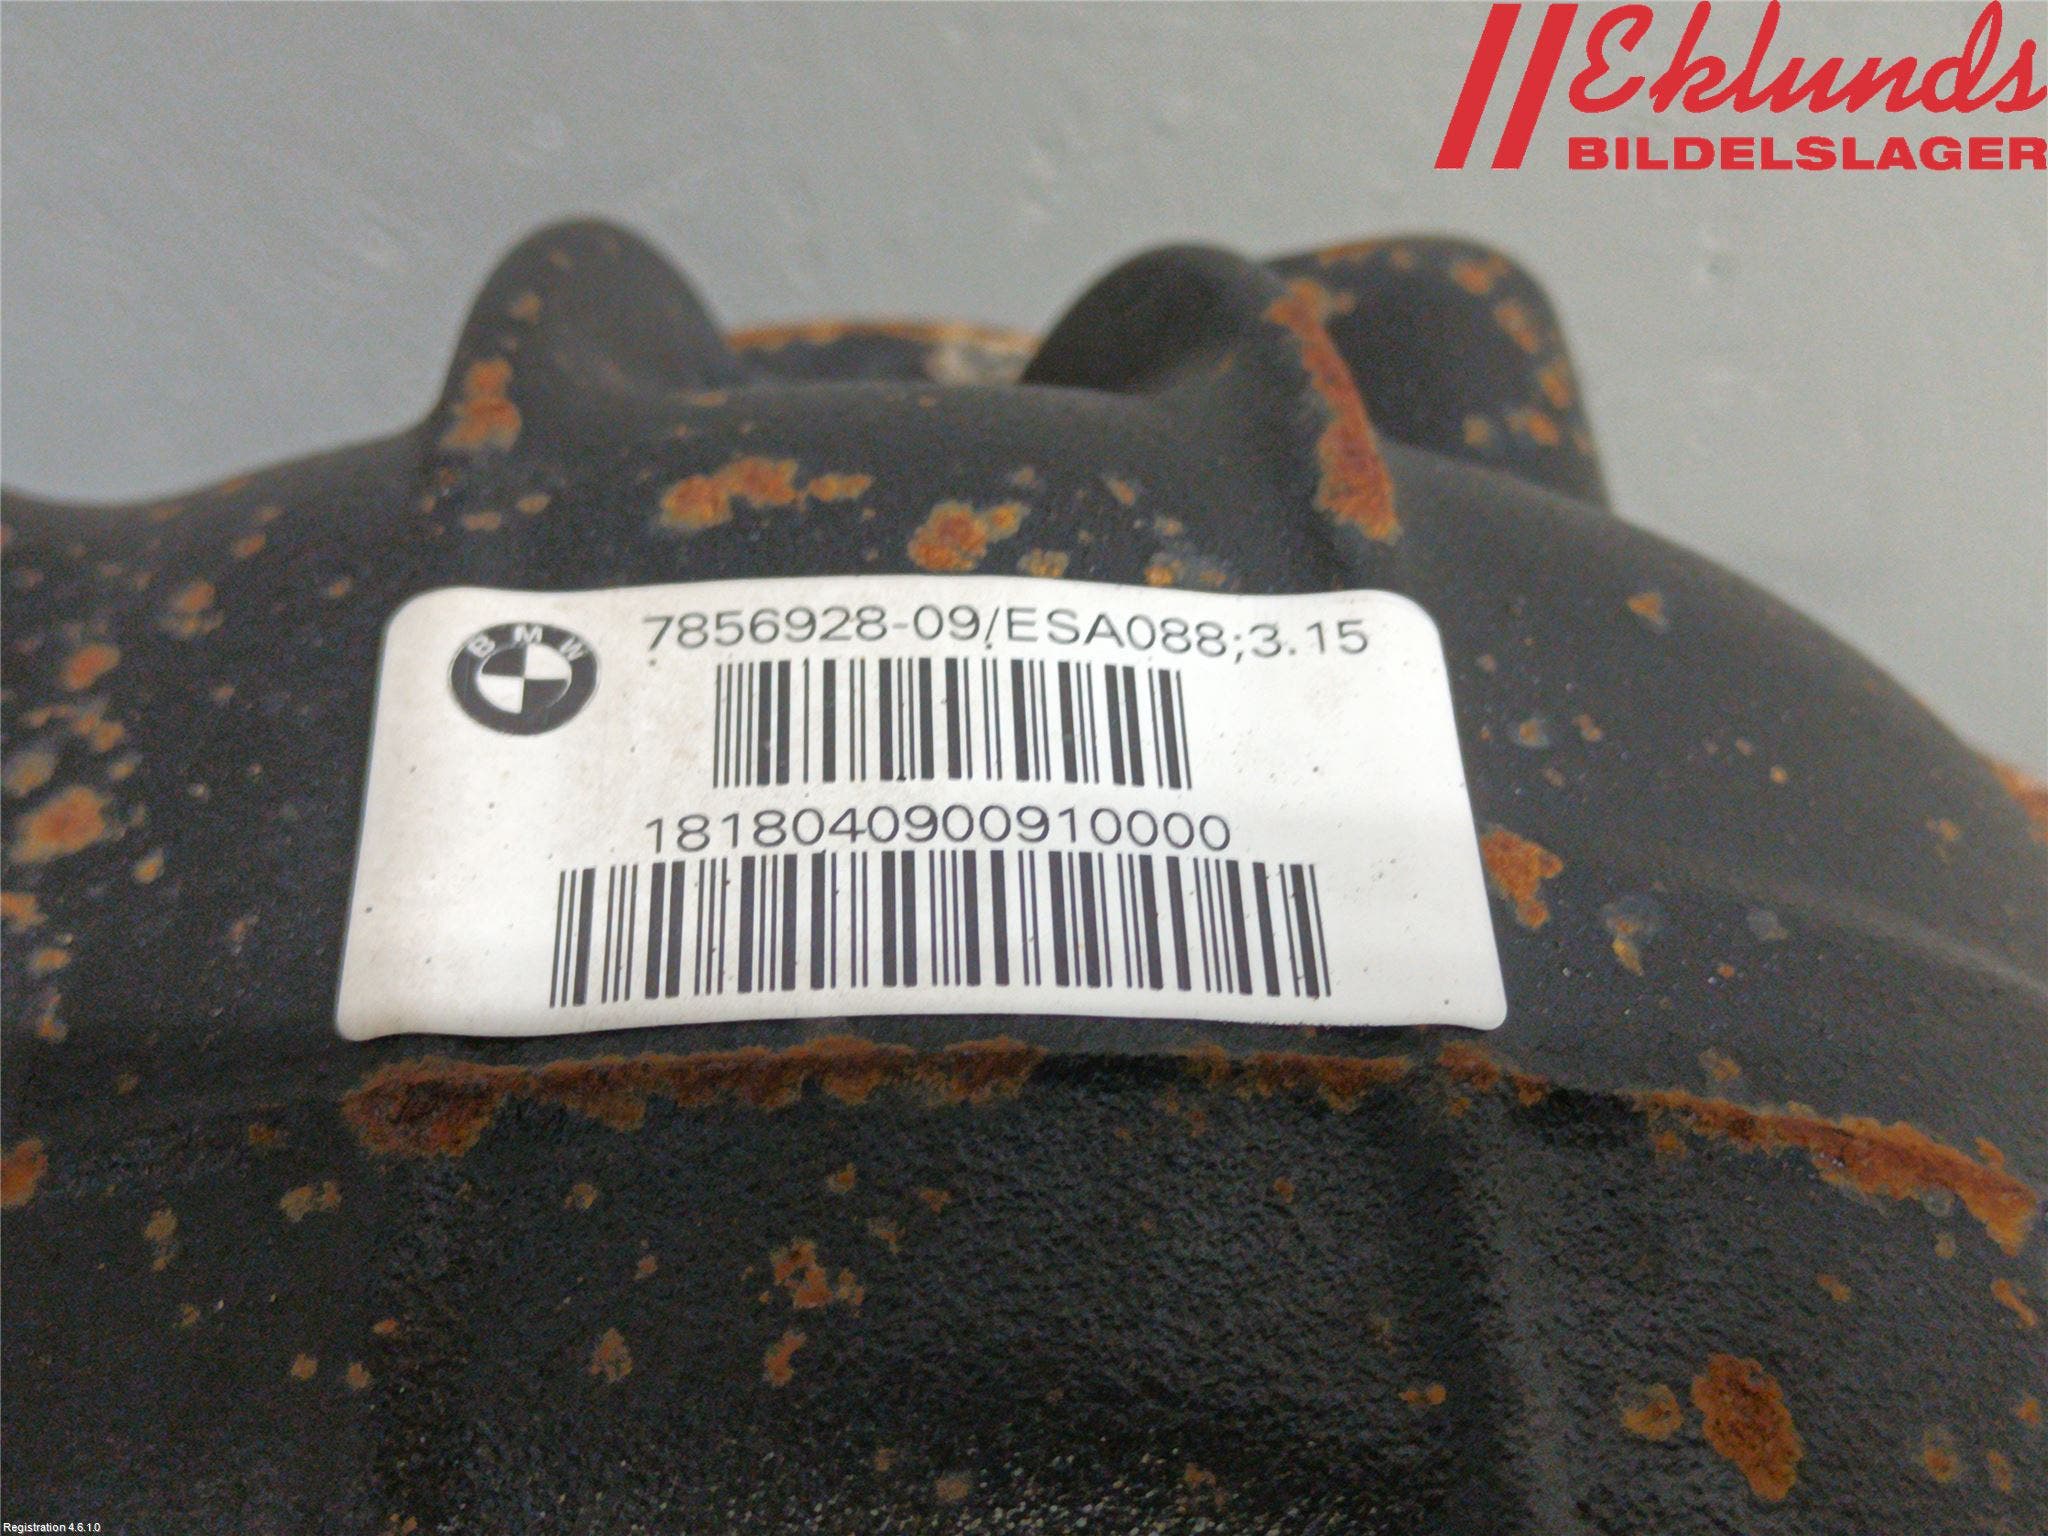 Eklunds
BILDELSLAGER
BMW
7856928-09/ESA088;3.15
1818040900910000
Registration 4.6.1.0